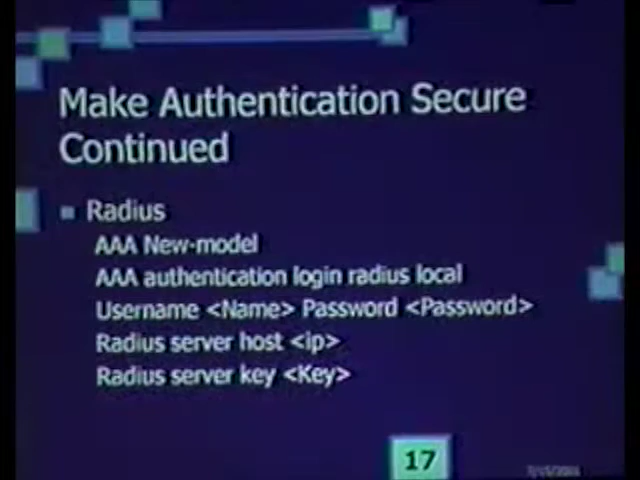 Make Authentication Secure
Continued
Radius
AAA New-model
AAA authentication login radius local
Username <Name> Password <Password>
Radius server host <ip>
Radius server key <Key>
17